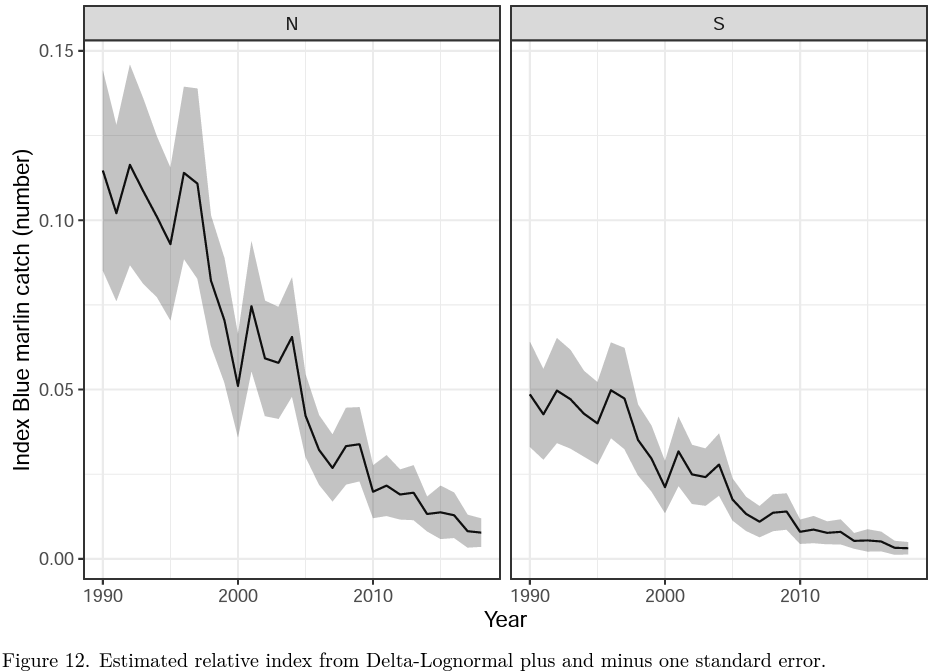 N
S
0.15
0.10
0.05
0.00
Index Blue marlin catch (number)
1990
2000
2010
1990
2000
2010
Year
Figure 12. Estimated relative index from Delta-Lognormal plus and minus one standard error.